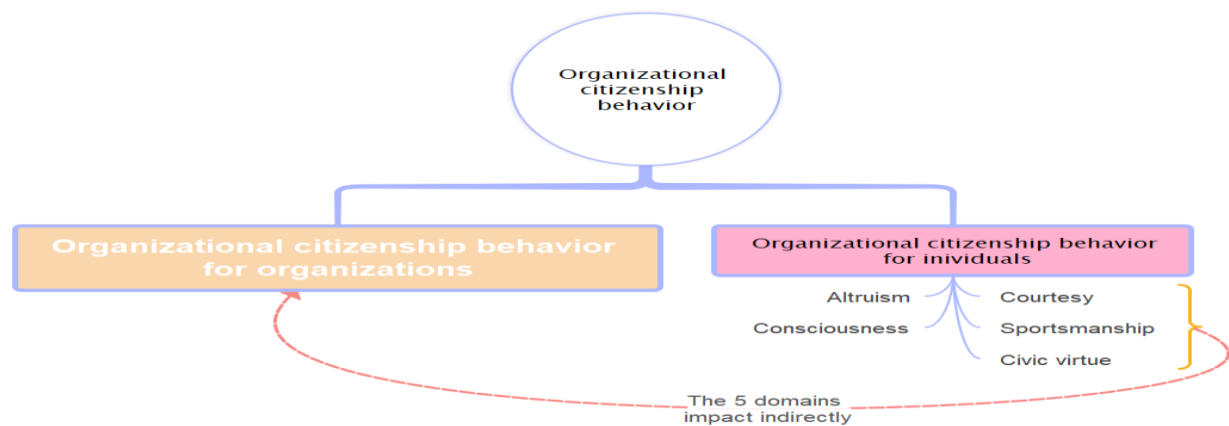 Organizational
citizenship
behavior
Organizational citizenship behavior
for organizations
Organizational citizenship behavior
for inividuals
Altruism
Courtesy
Consciousness
Sportsmanship
Civic virtue
The 5 domains
impact indirectly